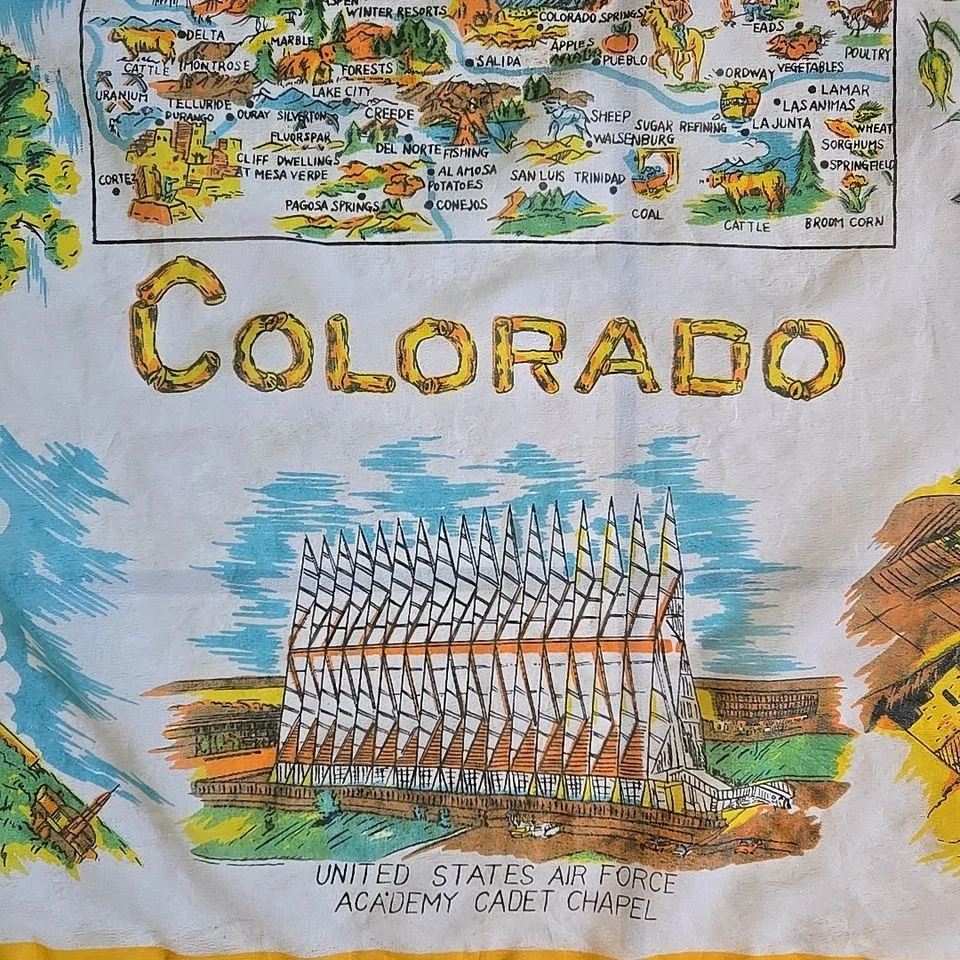 WINTER RESORTS
COLORADO SPRINGS
EADS
DELTA
MARBLE
APPLES
POULTRY
CATTLE
MONTROSE
FORESTS
SALIDA
PUEBLO
ORDWAY
VEGETABLES
URANIUM
LAKE CITY
LAMAR
TELLURIDE
LAS ANIMAS
DURANGO
OURAY
SILVERTON
CREEDE
SHEEP
SUGAR REFINING
LA JUNTA
WHEAT
FLUORSPAR
WALSENBURG
SORGHUMS
DEL NORTE
FISHING
CLIFF DWELLINGS
AT MESA VERDE
ALAMOSA
POTATOES
SAN LUIS
TRINIDAD
SPRINGFIELD
CORTEZ
PAGOSA SPRINGS
CONEJOS
COAL
CATTLE
BROOM CORN
COLORADO
UNITED STATES AIR FORCE
ACADEMY CADET CHAPEL